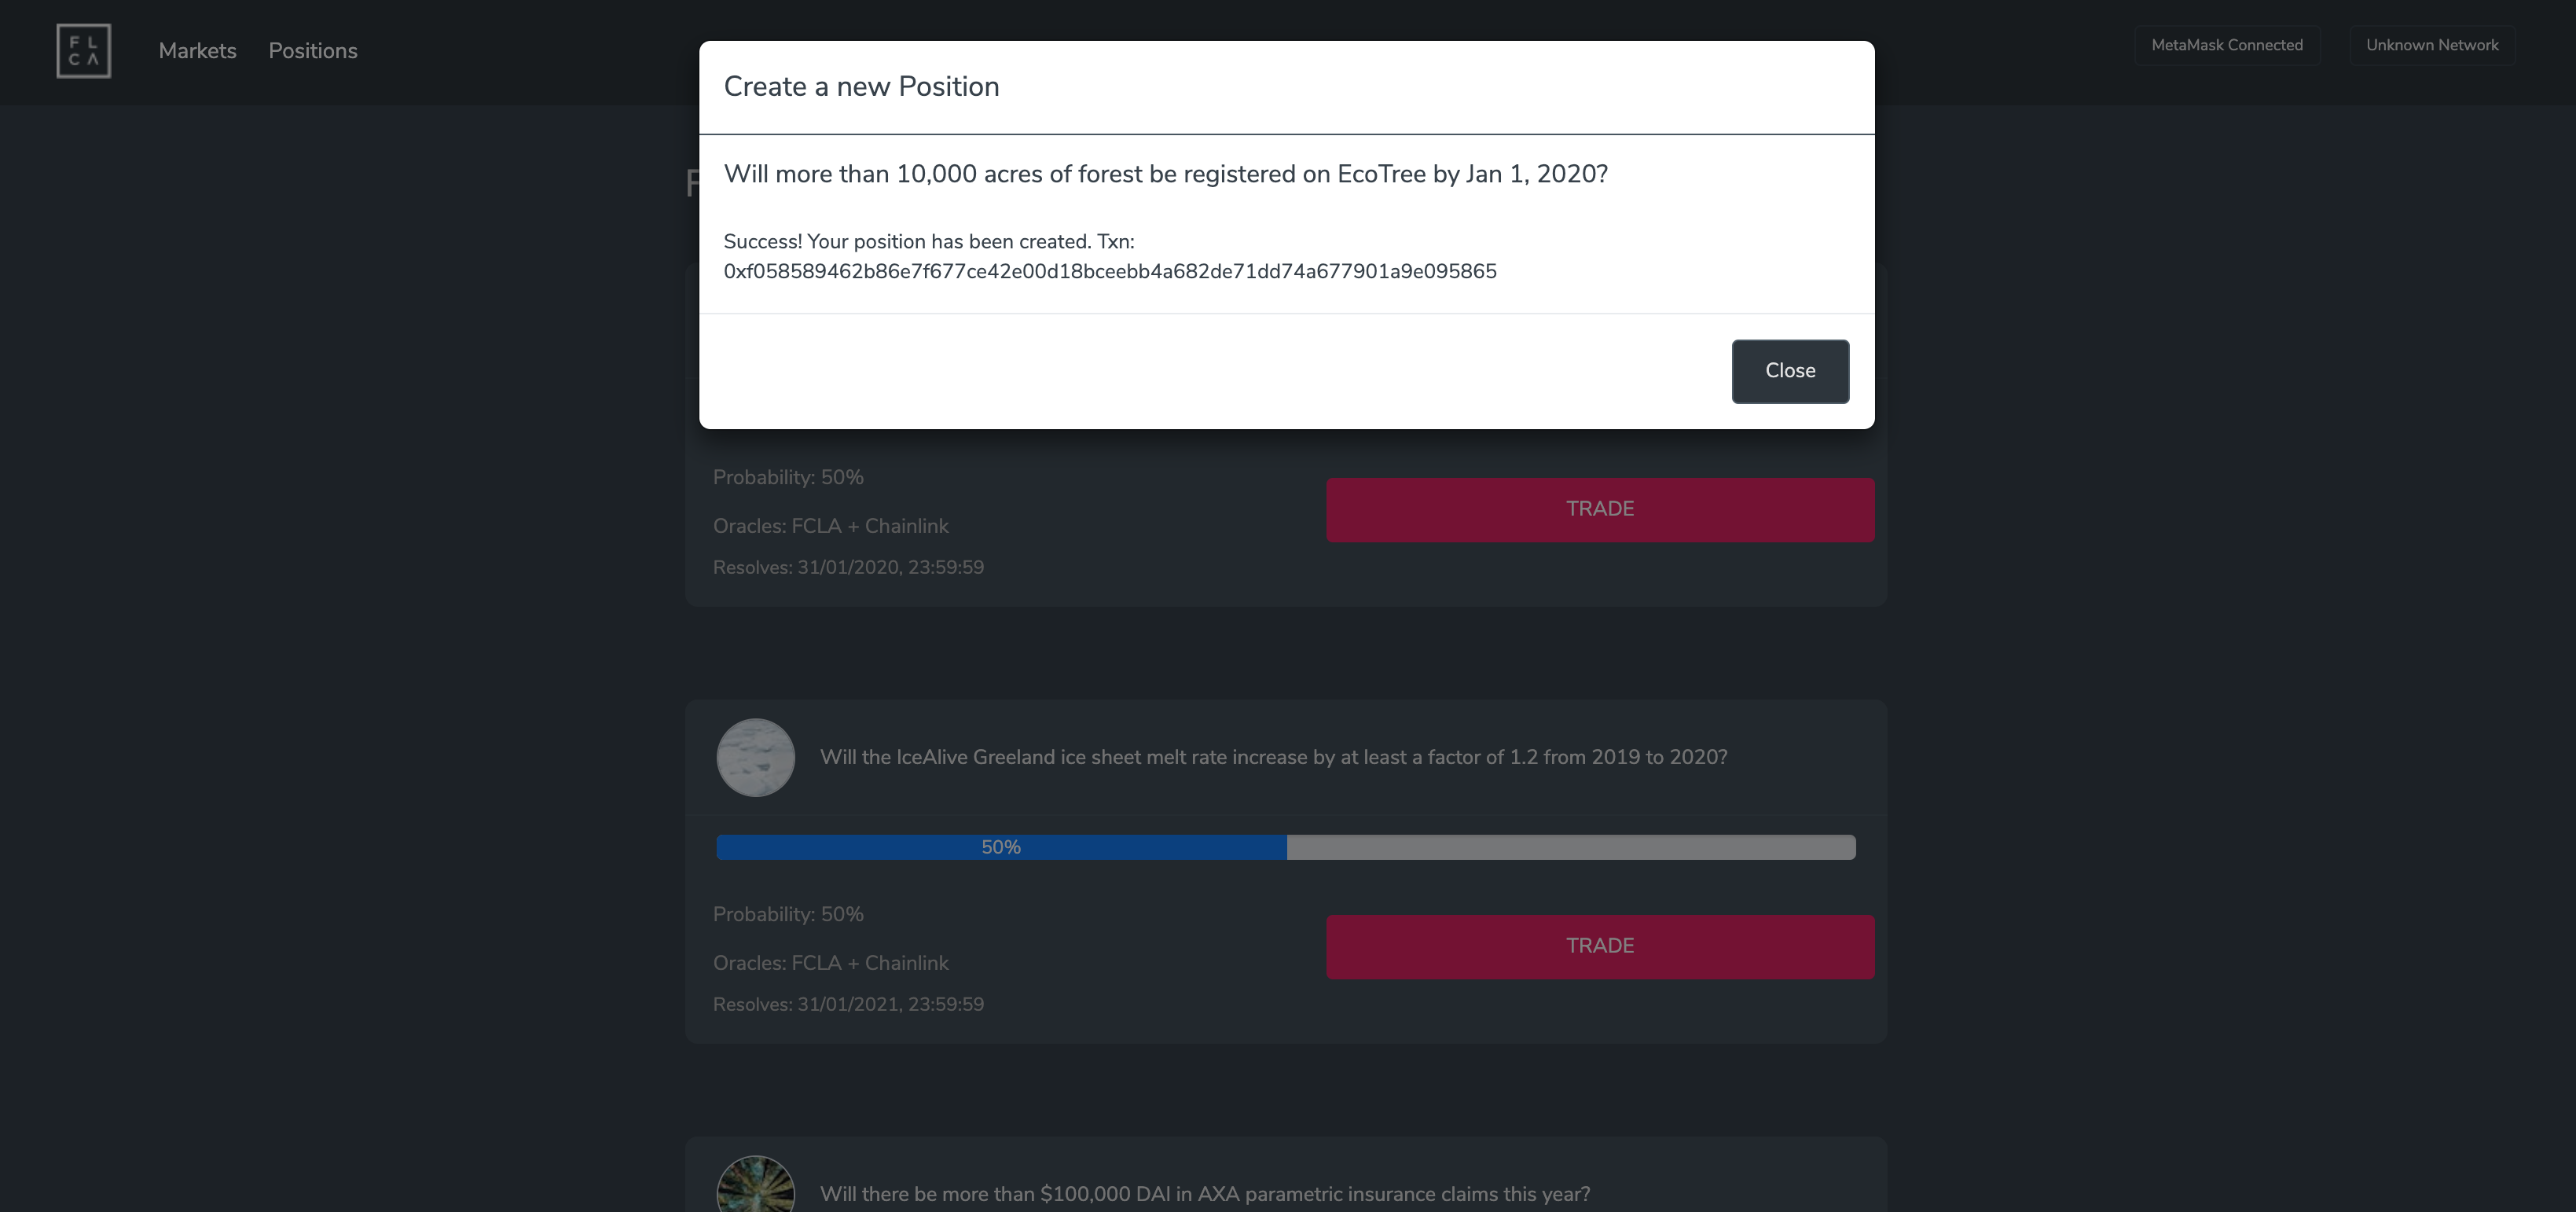 F L
C A
Markets
Positions
MetaMask Connected
Unknown Network
Create a new Position
Will more than 10,000 acres of forest be registered on EcoTree by Jan 1, 2020?
Success! Your position has been created. Txn:
0xf058589462b86e7f677ce42e00d18bceebb4a682de71dd74a677901a9e095865
Close
Probability: 50%
TRADE
Oracles: FCLA + Chainlink
Resolves: 31/01/2020, 23:59:59
Will the IceAlive Greeland ice sheet melt rate increase by at least a factor of 1.2 from 2019 to 2020?
50%
Probability: 50%
TRADE
Oracles: FCLA + Chainlink
Resolves: 31/01/2021, 23:59:59
Will there be more than $100,000 DAI in AXA parametric insurance claims this year?